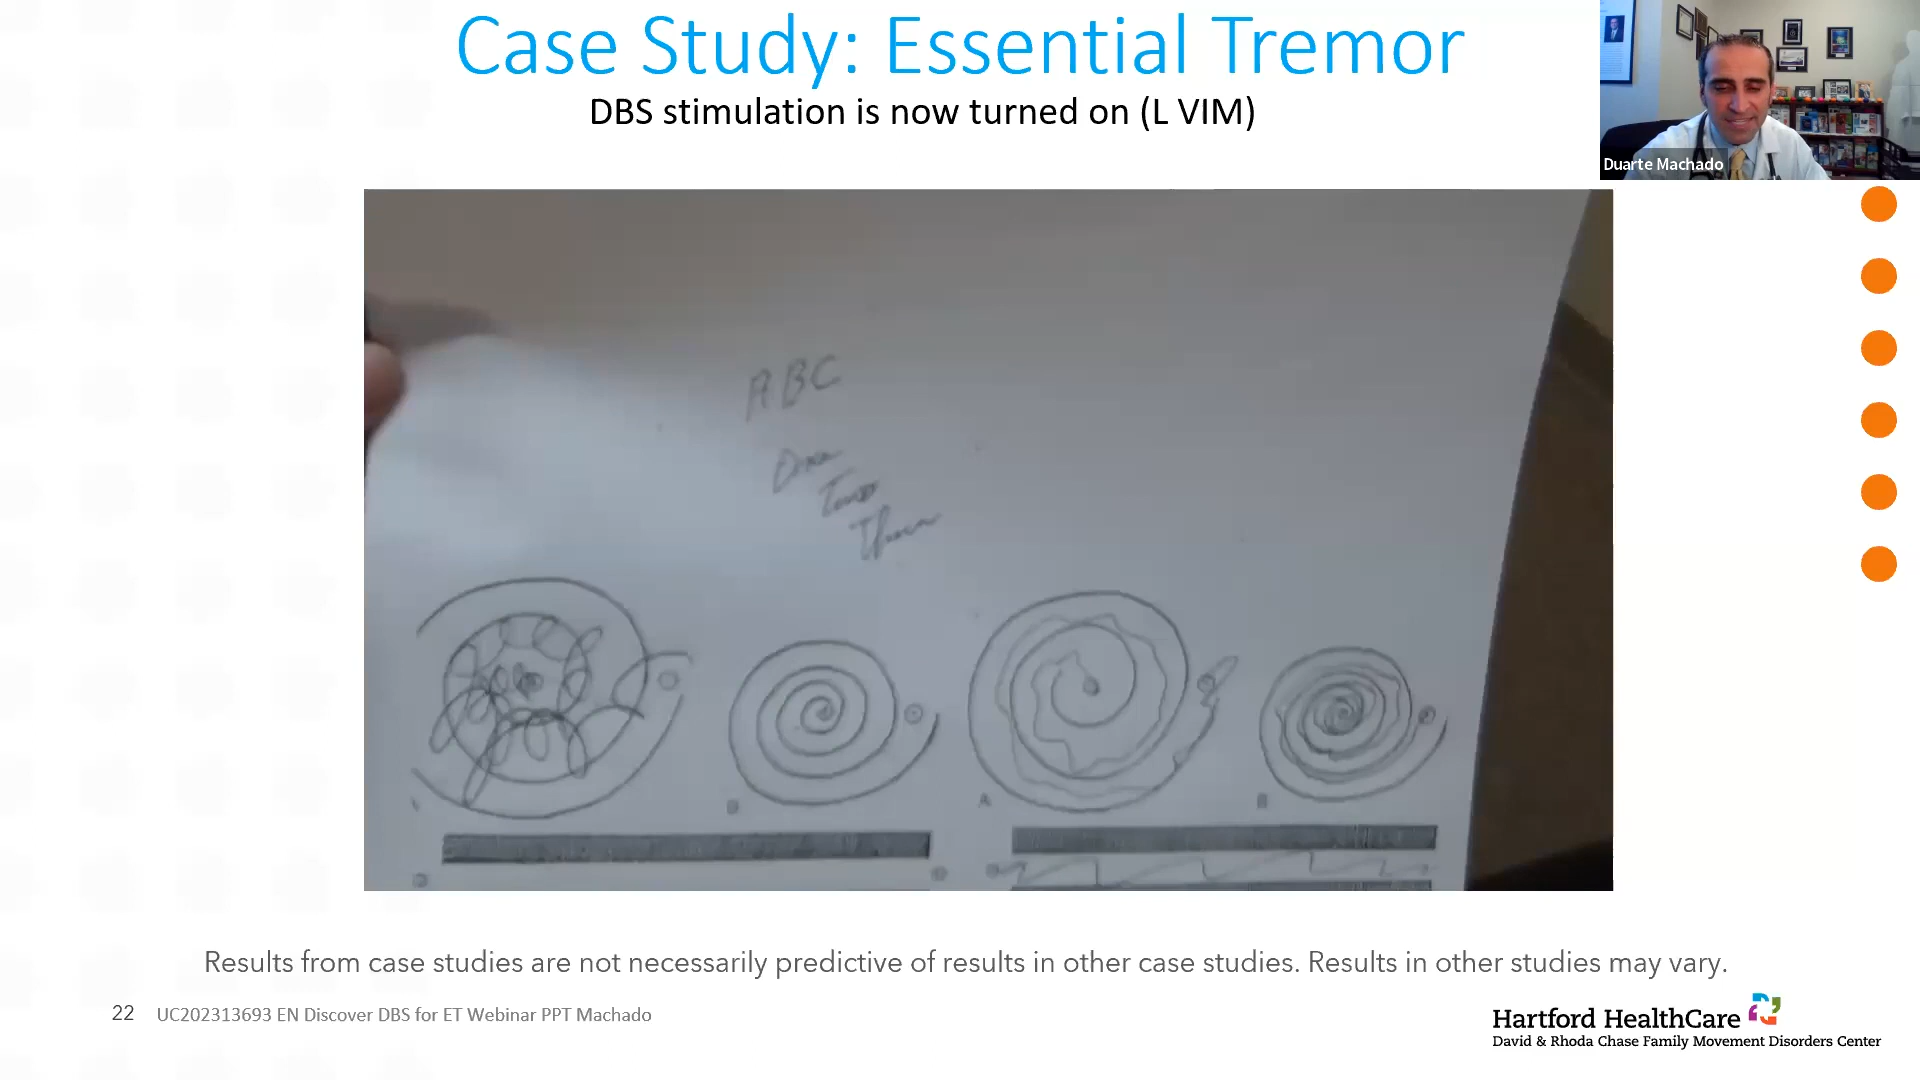 Case Study: Essential Tremor
DBS stimulation is now turned on (L VIM)
Duarte Machado
A B C
A
B
Results from case studies are not necessarily predictive of results in other case studies. Results in other studies may vary.
22 UC202313693 EN Discover DBS for ET Webinar PPT Machado
Hartford HealthCare
David & Rhoda Chase Family Movement Disorders Center